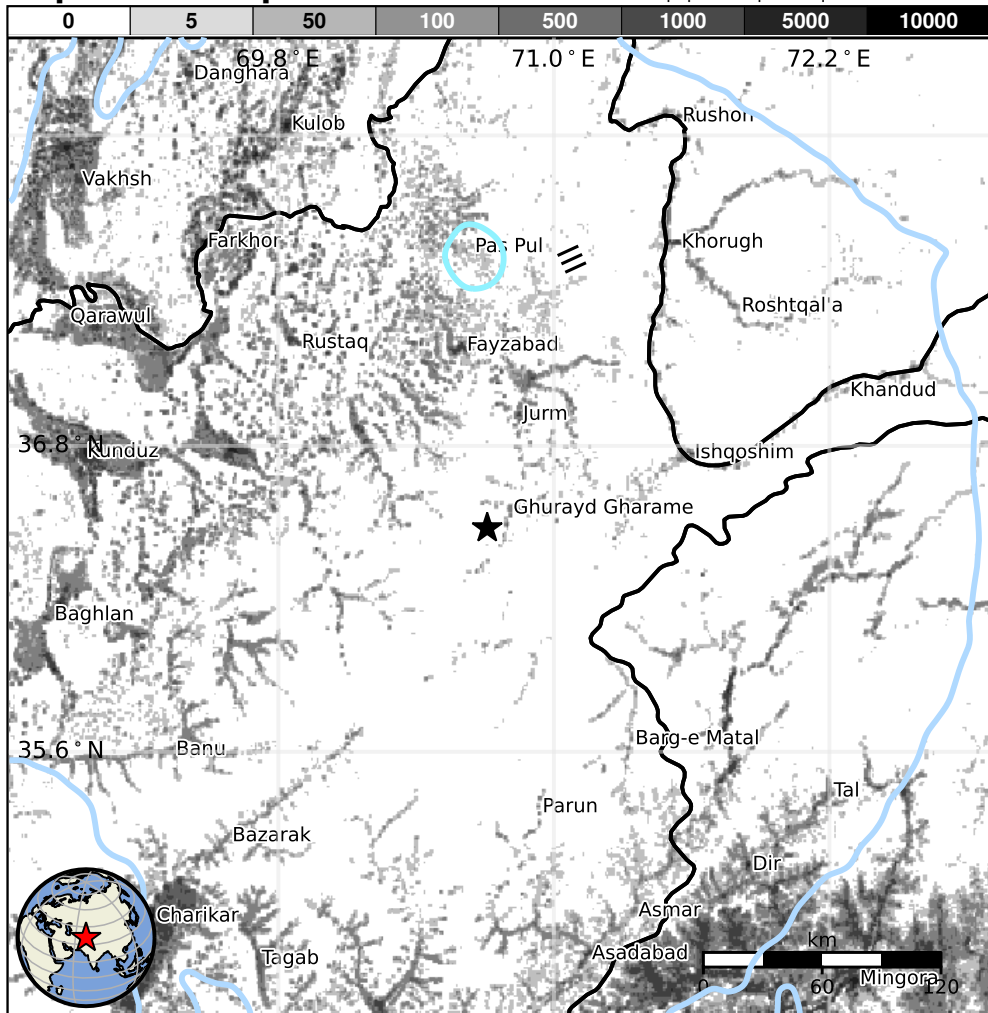 0 5 50 100 500 1000 5000 10000
69.8°E 71.0°E 72.2°E
Danghara
Kulob
Rushon
Vakhsh
Farkhor
Pas Pul
Khorugh
Qarawul
Roshtqal a
Rustaq
Fayzabad
Khandud
Jurm
36.8°N
Kunduz
Ishqoshim
Ghurayd Gharame
Baghlan
Barg-e Matal
35.6°N
Banu
Tal
Parun
Bazarak
Dir
Asmar
Charikar
km
Asadabad
Tagab
Mingora
0 60 120